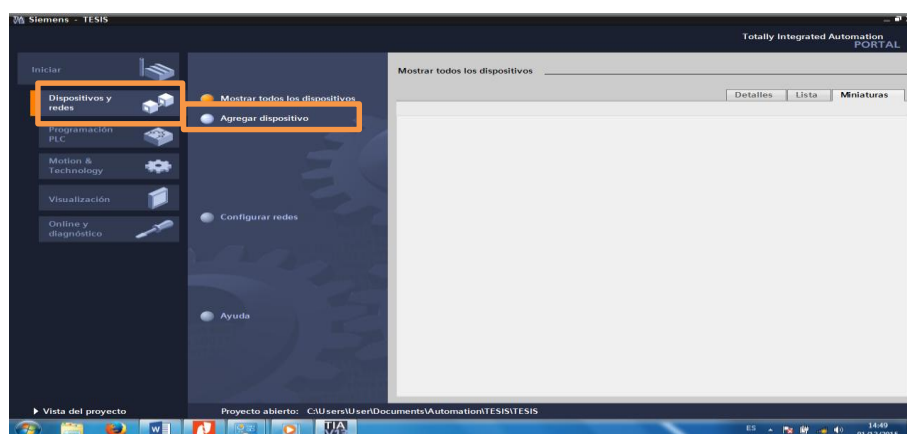 Siemens - TESIS
Totally Integrated Automation
PORTAL
Iniciar
Dispositivos y
redes
Programación
PLC
Motion &
Technology
Visualización
Online y
diagnóstico
Mostrar todos los dispositivos
Agregar dispositivo
Configurar redes
Ayuda
Mostrar todos los dispositivos
Detalles
Lista
Miniaturas
Vista del proyecto
Proyecto abierto: C:\Users\User\Documents\Automation\TESIS\TESIS
TIA
ES
14:49